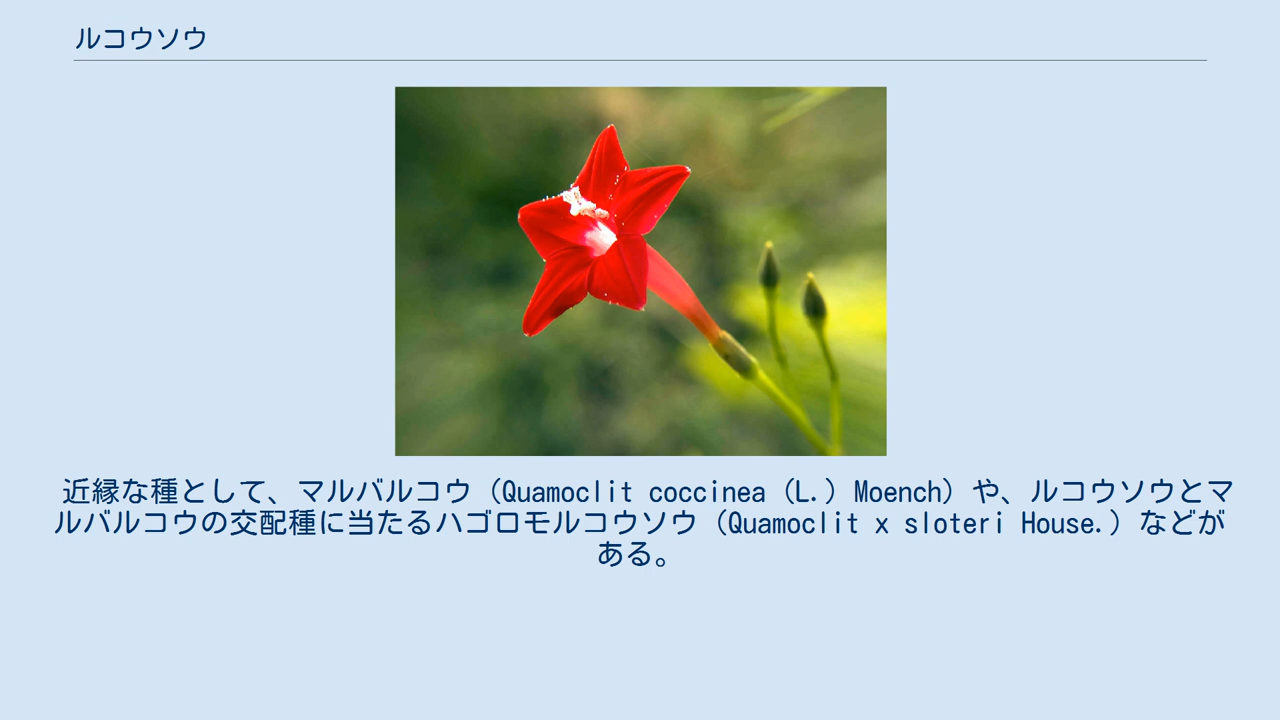 ルコウソウ
近縁な種として、マルバルコウ（Quamoclit coccinea（L.）Moench）や、ルコウソウとマ
ルバルコウの交配種に当たるハゴロモルコウソウ（Quamoclit x sloteri House.）などが
ある。